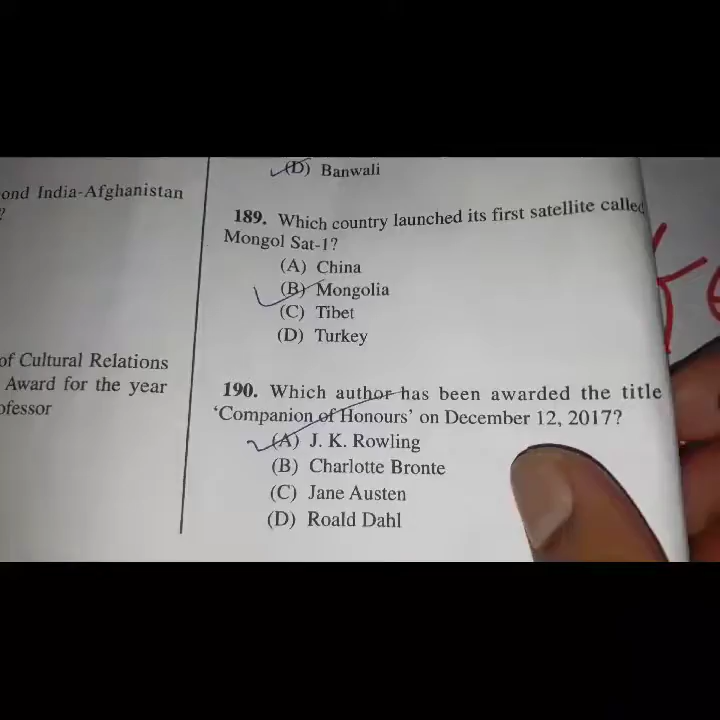 ond India-Afghanistan
?
of Cultural Relations
Award for the year
ofessor
(D) Banwali
189. Which country launched its first satellite called
Mongol Sat-1?
(A) China
(B) Mongolia
(C) Tibet
(D) Turkey
190. Which author has been awarded the title
‘Companion of Honours’ on December 12, 2017?
(A) J. K. Rowling
(B) Charlotte Bronte
(C) Jane Austen
(D) Roald Dahl